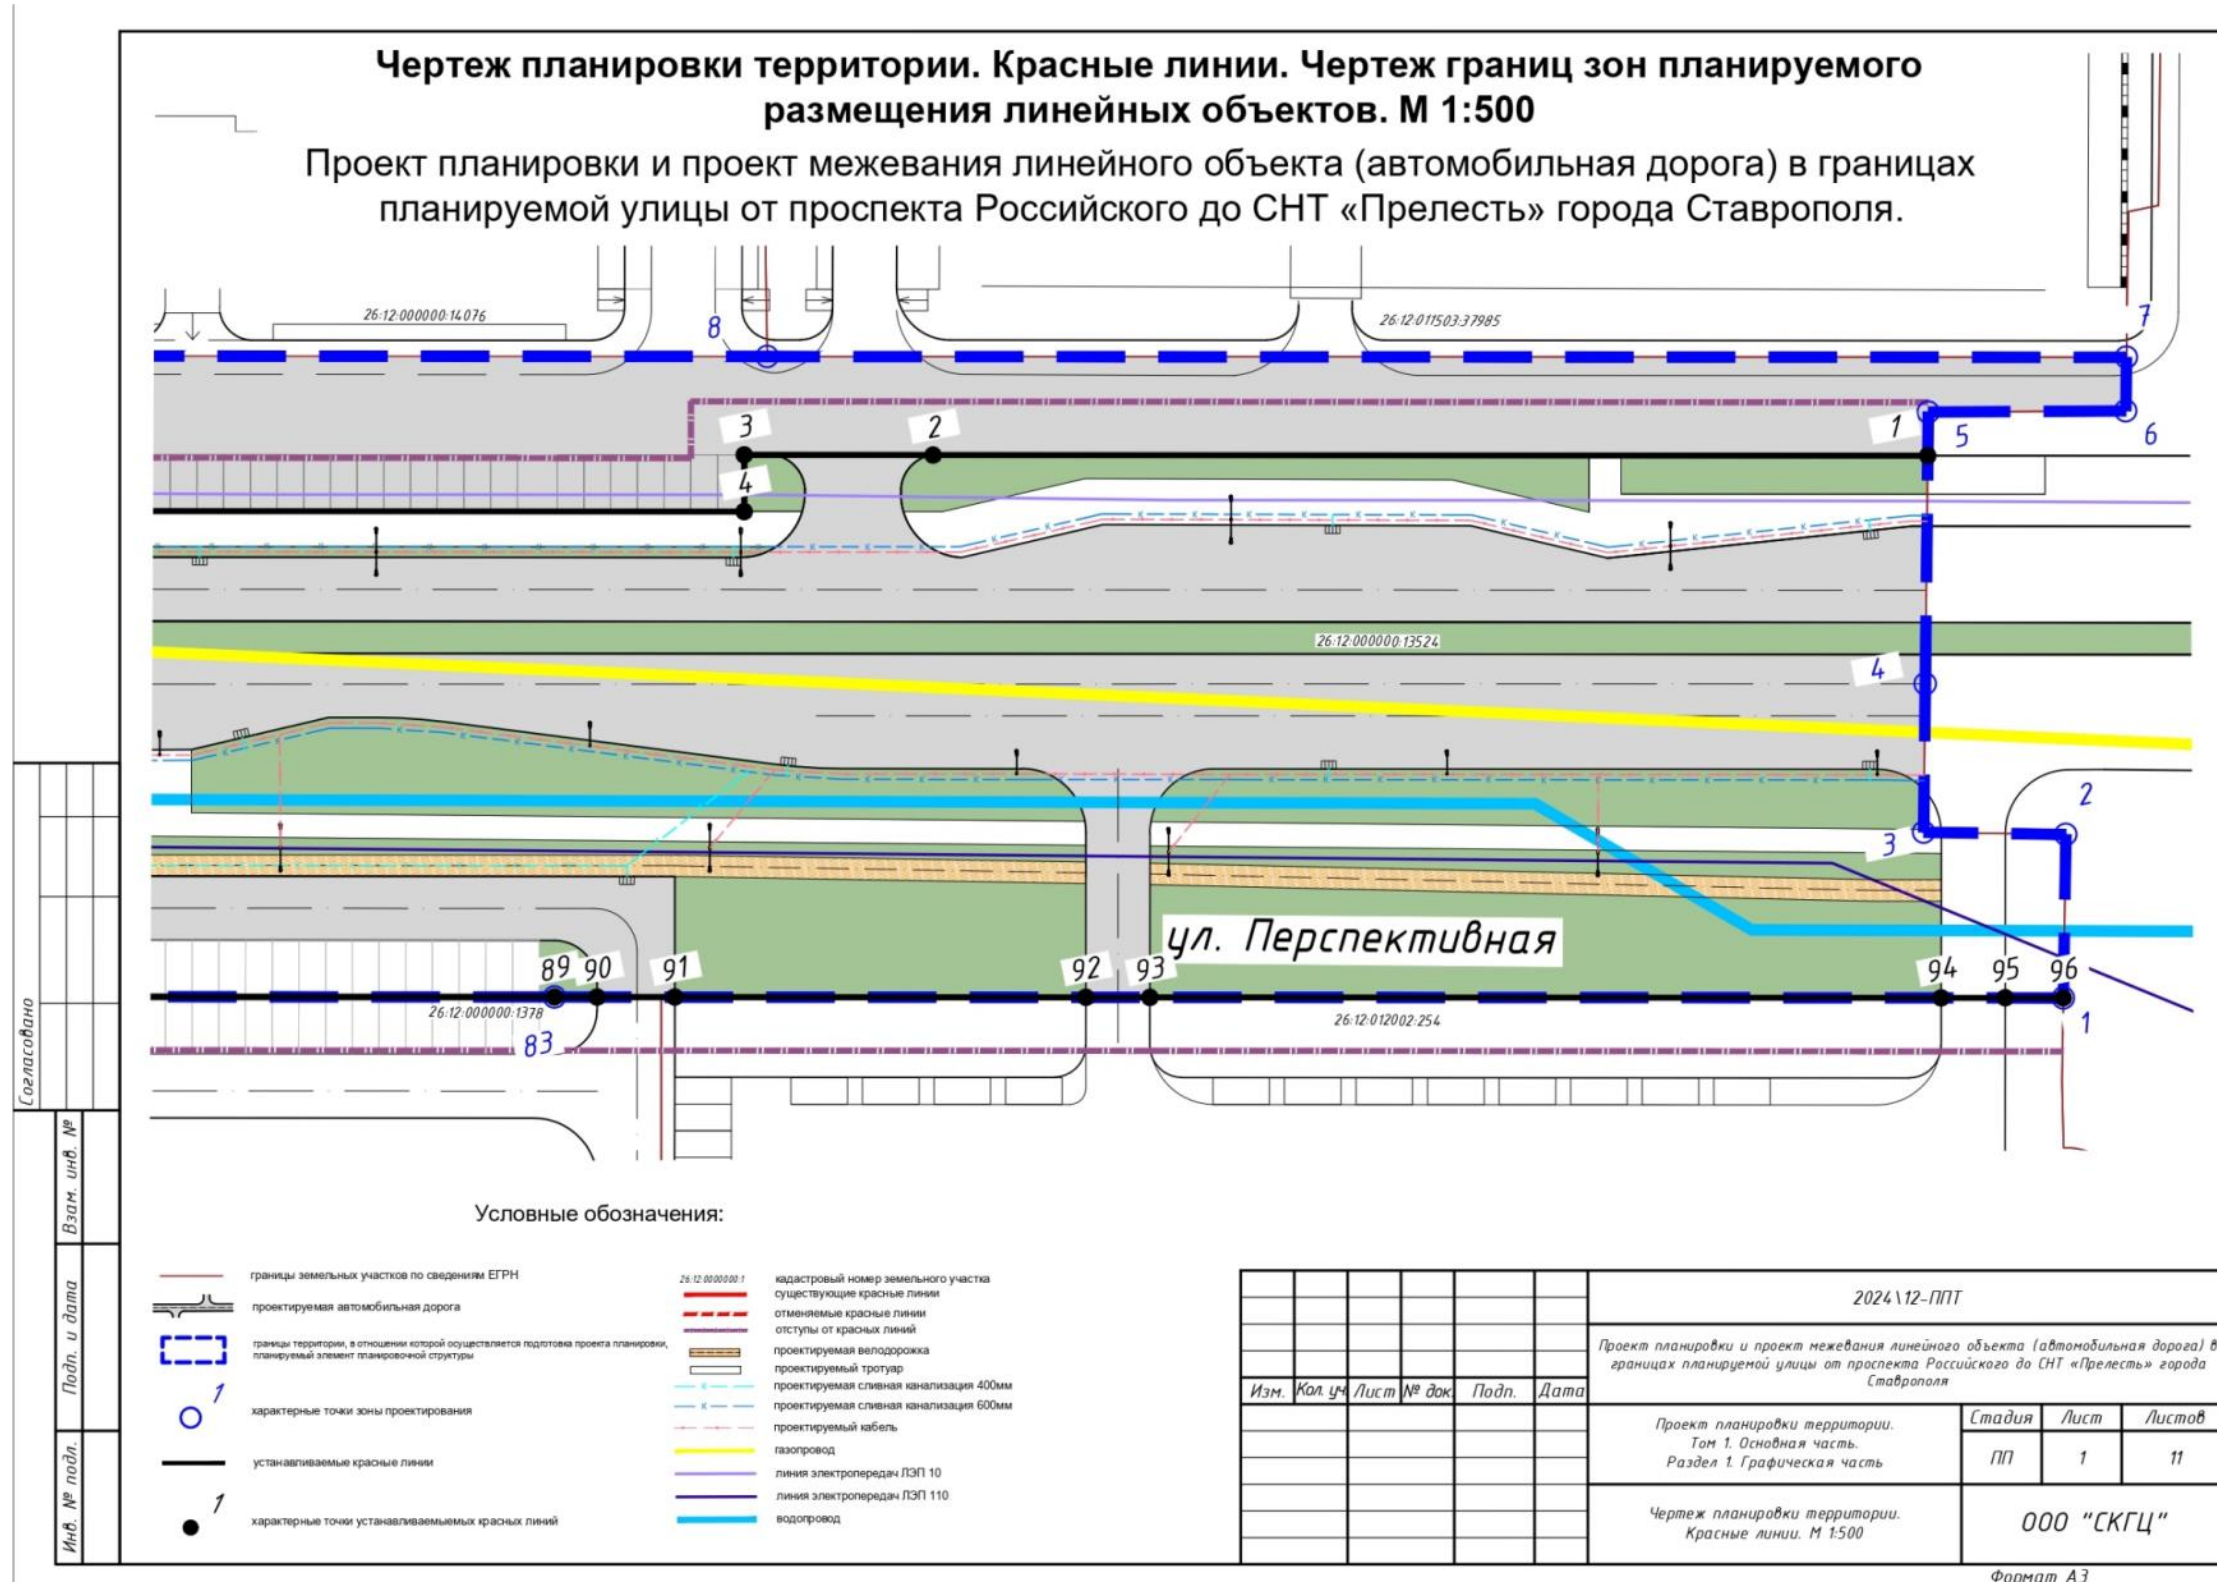 Чертеж планировки территории. Красные линии. Чертеж границ зон планируемого
размещения линейных объектов. М 1:500
Проект планировки и проект межевания линейного объекта (автомобильная дорога) в границах
планируемой улицы от проспекта Российского до СНТ «Прелесть» города Ставрополя.
26:12:000000:14076
8
26:12:011503:37985
7
3
2
1
5
6
4
26:12:000000:13524
4
2
3
ул. Перспективная
89 90 91 92 93 94 95 96
26:12:000000:1378
26:12:012002:254
1
83
Согласовано
Взам. инв. №
Подп. и дата
Инв. № подл.
Условные обозначения:
границы земельных участков по сведениям ЕГРН
проектируемая автомобильная дорога
границы территории, в отношении которой осуществляется подготовка проекта планировки,
планируемый элемент планировочной структуры
1
характерные точки зоны проектирования
устанавливаемые красные линии
1
характерные точки устанавливаемыемых красных линий
26:12:0000000:1 кадастровый номер земельного участка
существующие красные линии
отменяемые красные линии
отступы от красных линий
проектируемая велодорожка
проектируемый тротуар
проектируемая сливная канализация 400мм
проектируемая сливная канализация 600мм
проектируемый кабель
газопровод
линия электропередач ЛЭП 10
линия электропередач ЛЭП 110
водопровод
2024\12-ППТ
Проект планировки и проект межевания линейного объекта (автомобильная дорога) в
границах планируемой улицы от проспекта Российского до СНТ «Прелесть» города
Ставрополя
Изм. Кол. уч Лист № док. Подп. Дата
Проект планировки территории.
Том 1. Основная часть.
Раздел 1. Графическая часть
Стадия Лист Листов
ПП 1 11
Чертеж планировки территории.
Красные линии. М 1:500
ООО "СКГЦ"
Формат А3